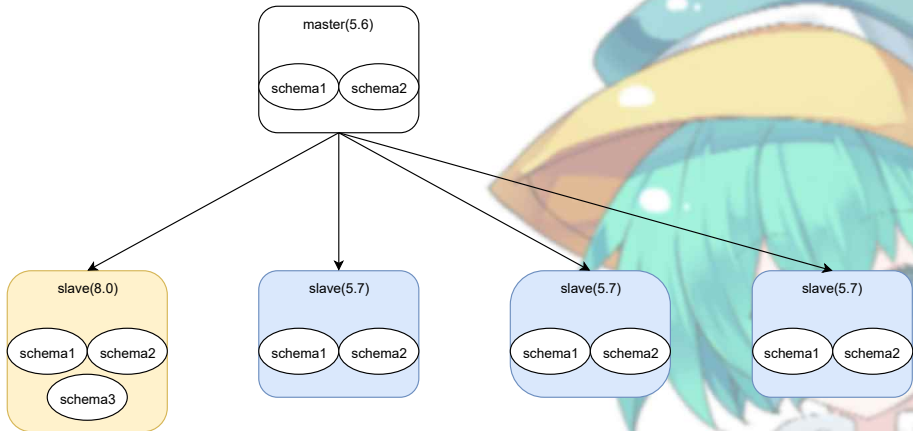 master(5.6)
schema1
schema2
slave(8.0)
schema1
schema2
schema3
slave(5.7)
schema1
schema2
slave(5.7)
schema1
schema2
slave(5.7)
schema1
schema2